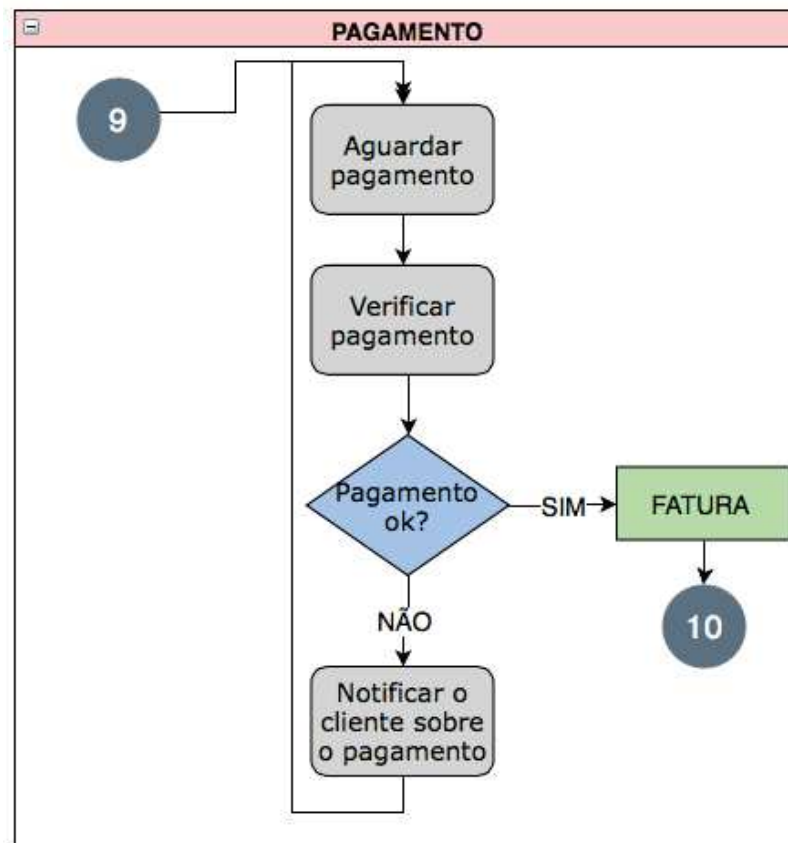 PAGAMENTO
9
Aguardar
pagamento
Verificar
pagamento
Pagamento
ok?
SIM
FATURA
10
NÃO
Notificar o
cliente sobre
o pagamento